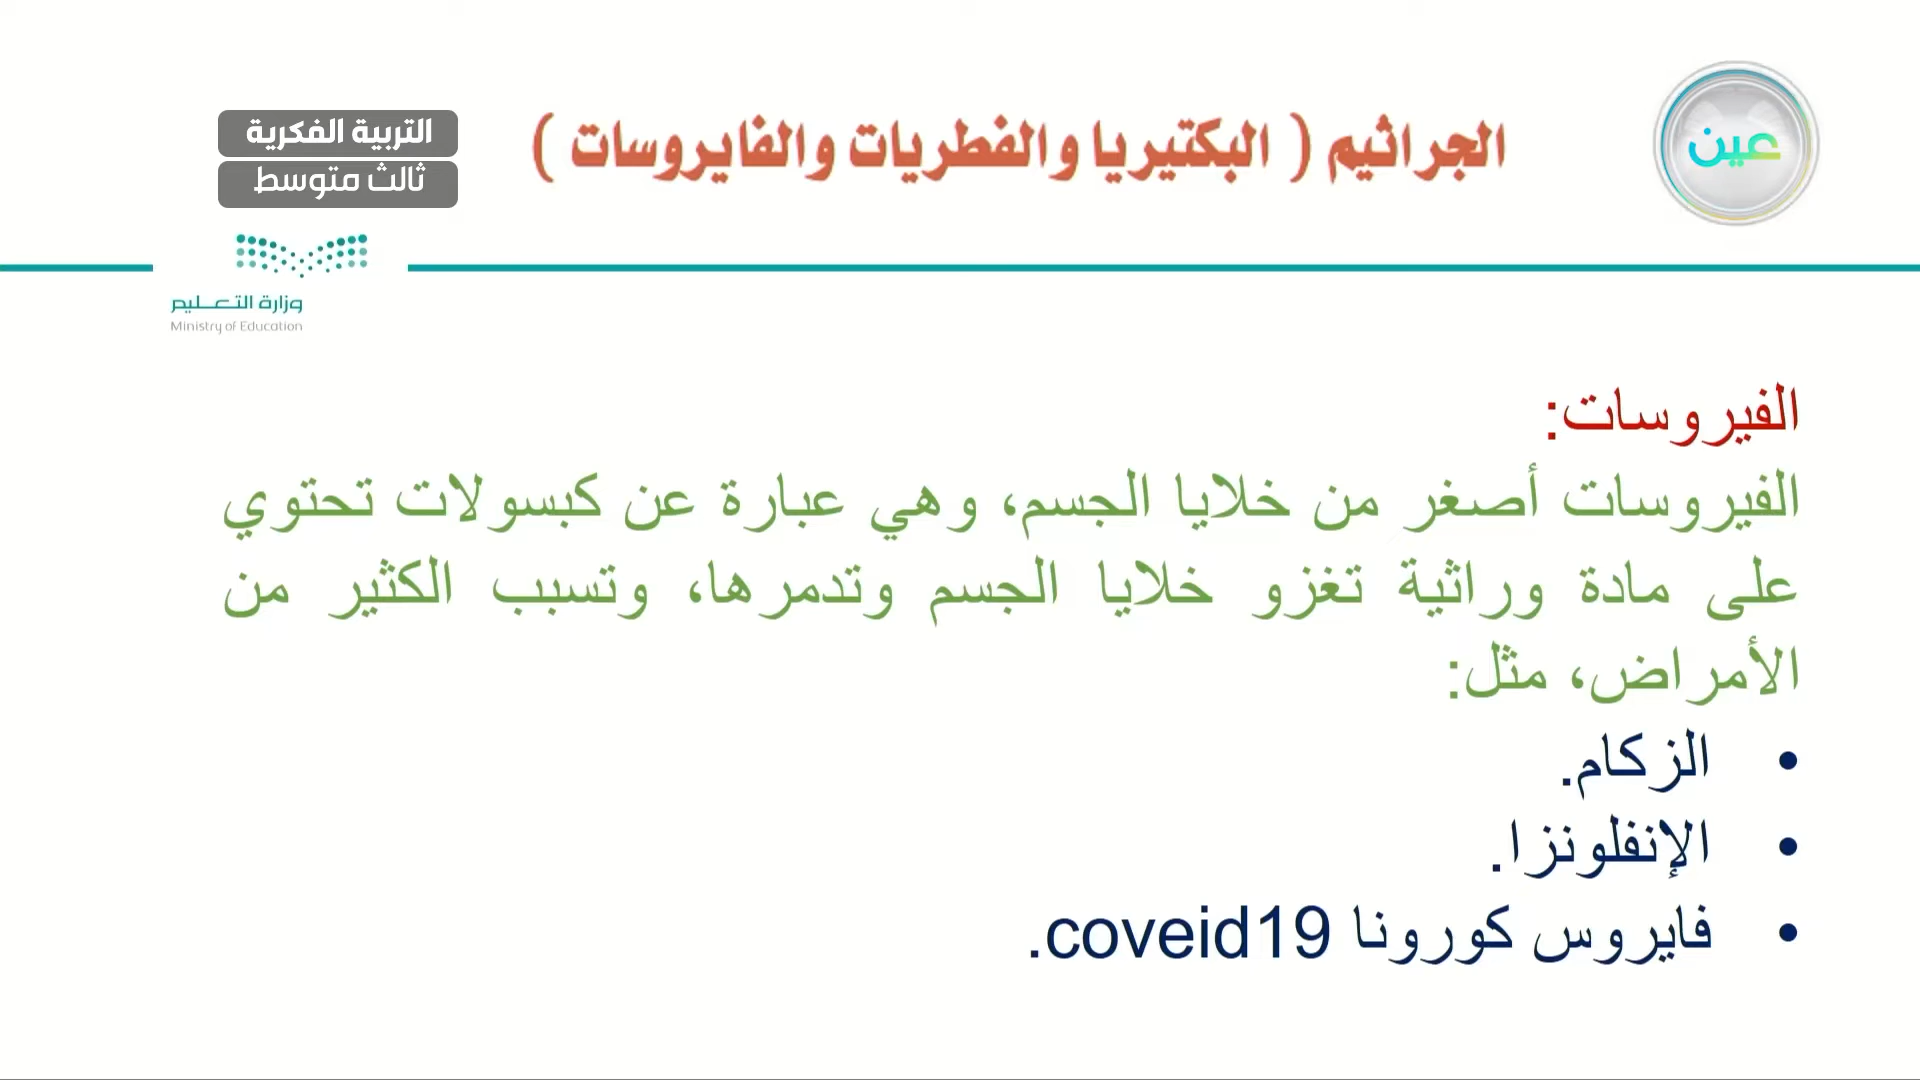 عين
الجراثيم ( البكتيريا والفطريات والفايروسات )
التربية الفكرية
ثالث متوسط
وزارة التعليم
Ministry of Education
الفيروسات:
الفيروسات أصغر من خلايا الجسم، وهي عبارة عن كبسولات تحتوي
على مادة وراثية تغزو خلايا الجسم وتدمرها، وتسبب الكثير من
الأمراض، مثل:
• الزكام.
• الإنفلونزا.
• فايروس كورونا coveid19.